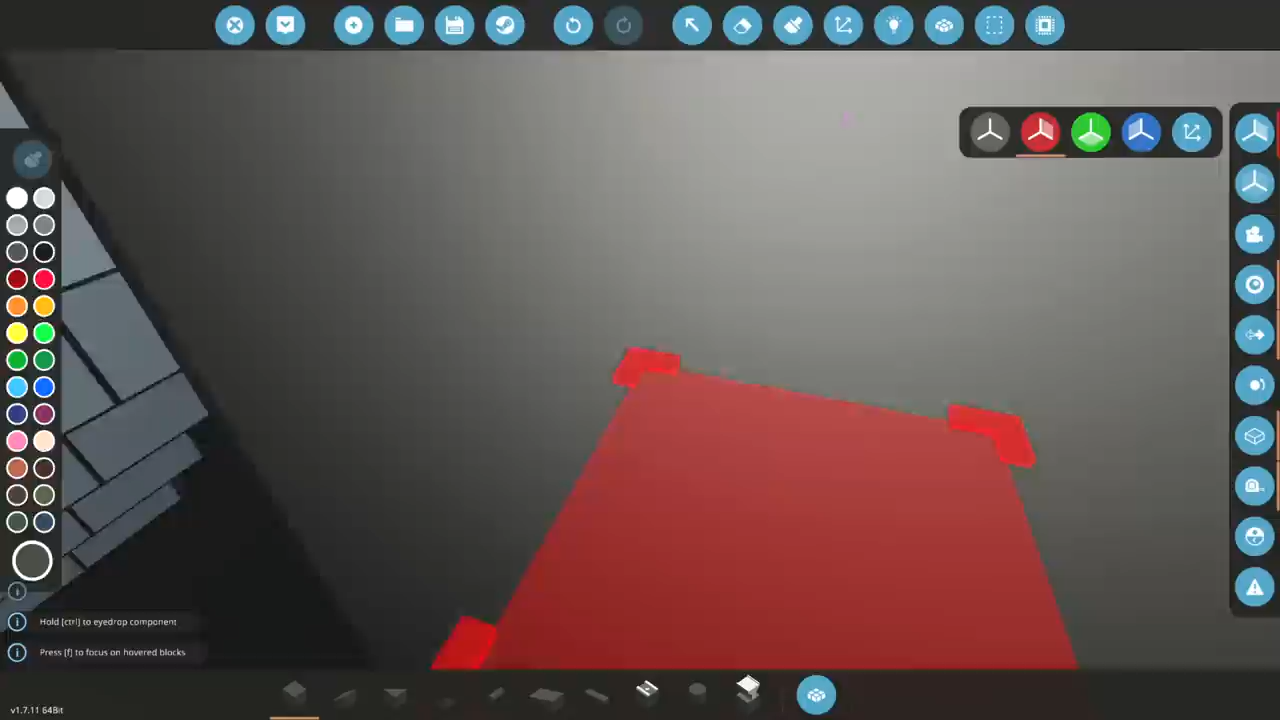 Hold [ctrl] to eyedrop component
Press [f] to focus on hovered blocks
v1.7.11 64Bit